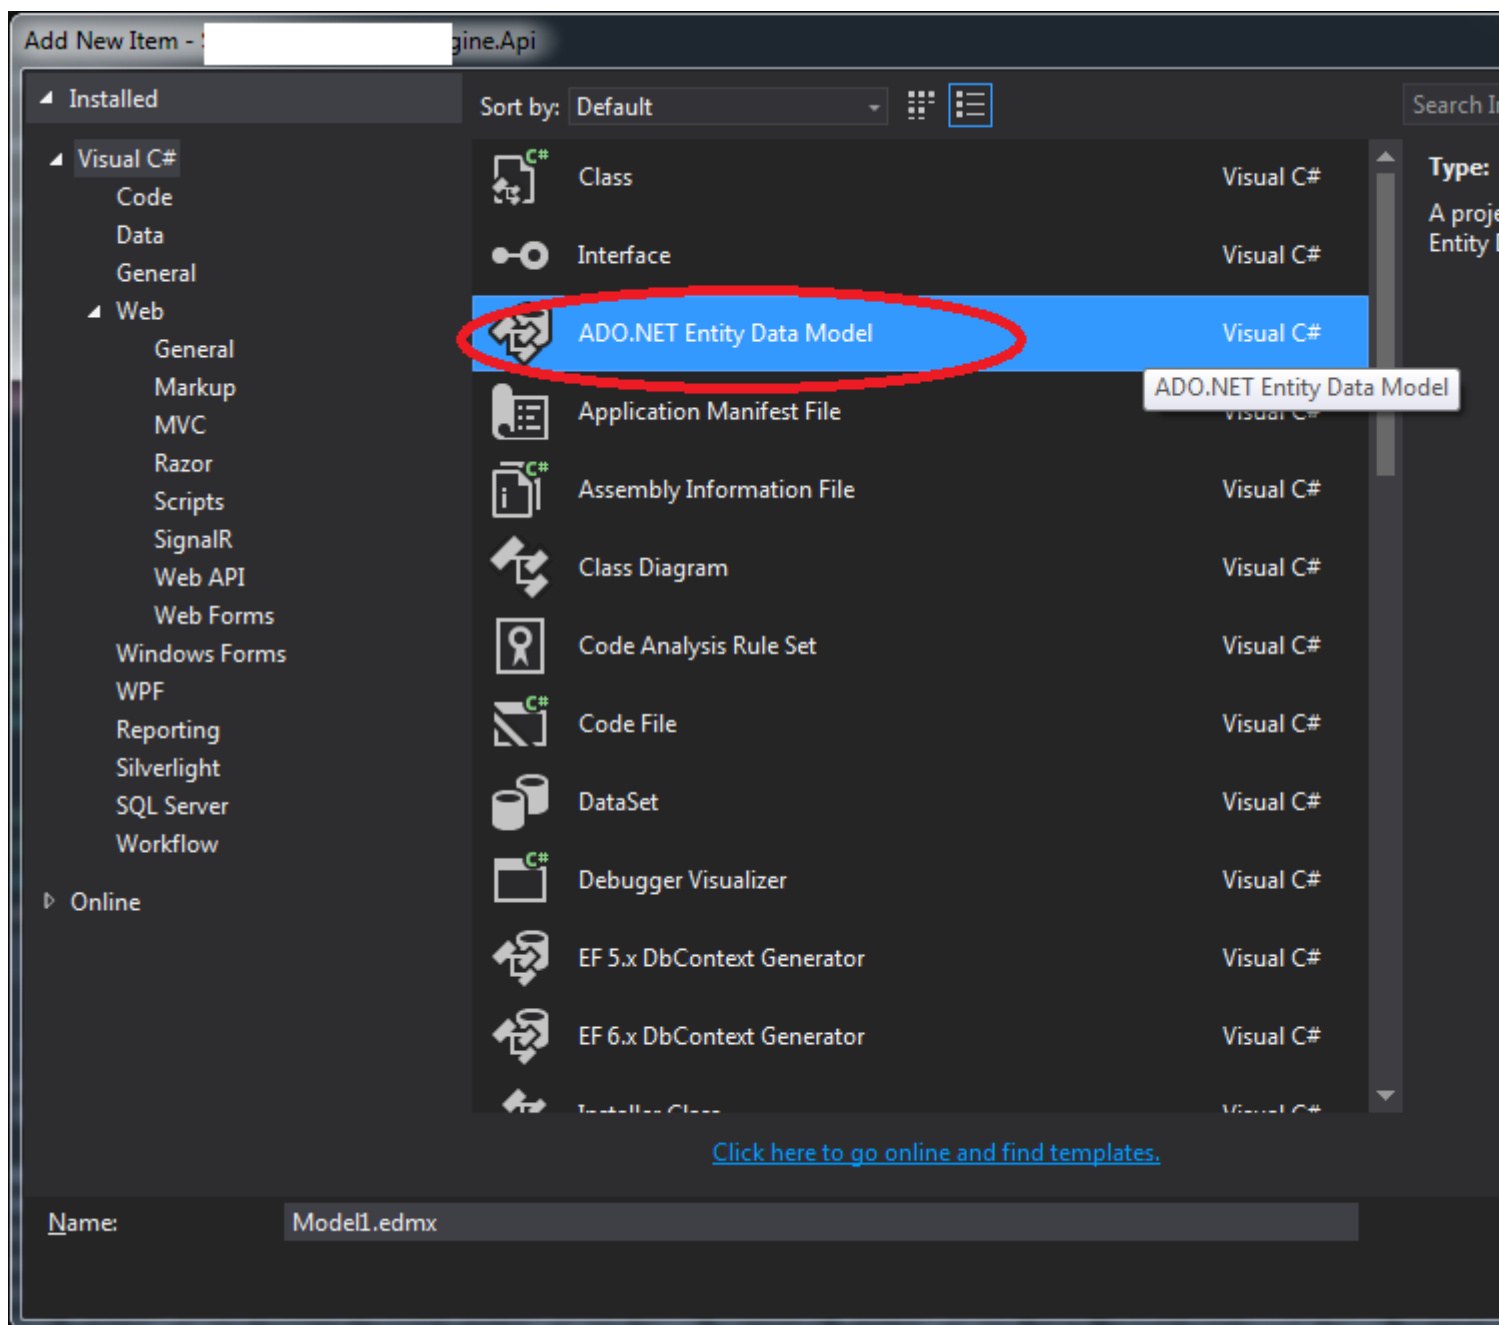 Add New Item - gine.Api
Installed
Sort by: Default
Search
Visual C#
Code
Data
General
Web
General
Markup
MVC
Razor
Scripts
SignalR
Web API
Web Forms
Windows Forms
WPF
Reporting
Silverlight
SQL Server
Workflow
Online
C# Class Visual C#
Interface Visual C#
ADO.NET Entity Data Model Visual C#
ADO.NET Entity Data Model
Application Manifest File Visual C#
C# Assembly Information File Visual C#
Class Diagram Visual C#
Code Analysis Rule Set Visual C#
C# Code File Visual C#
DataSet Visual C#
C# Debugger Visualizer Visual C#
EF 5.x DbContext Generator Visual C#
EF 6.x DbContext Generator Visual C#
Installer Class Visual C#
Type:
A proje
Entity
Click here to go online and find templates.
Name: Model1.edmx